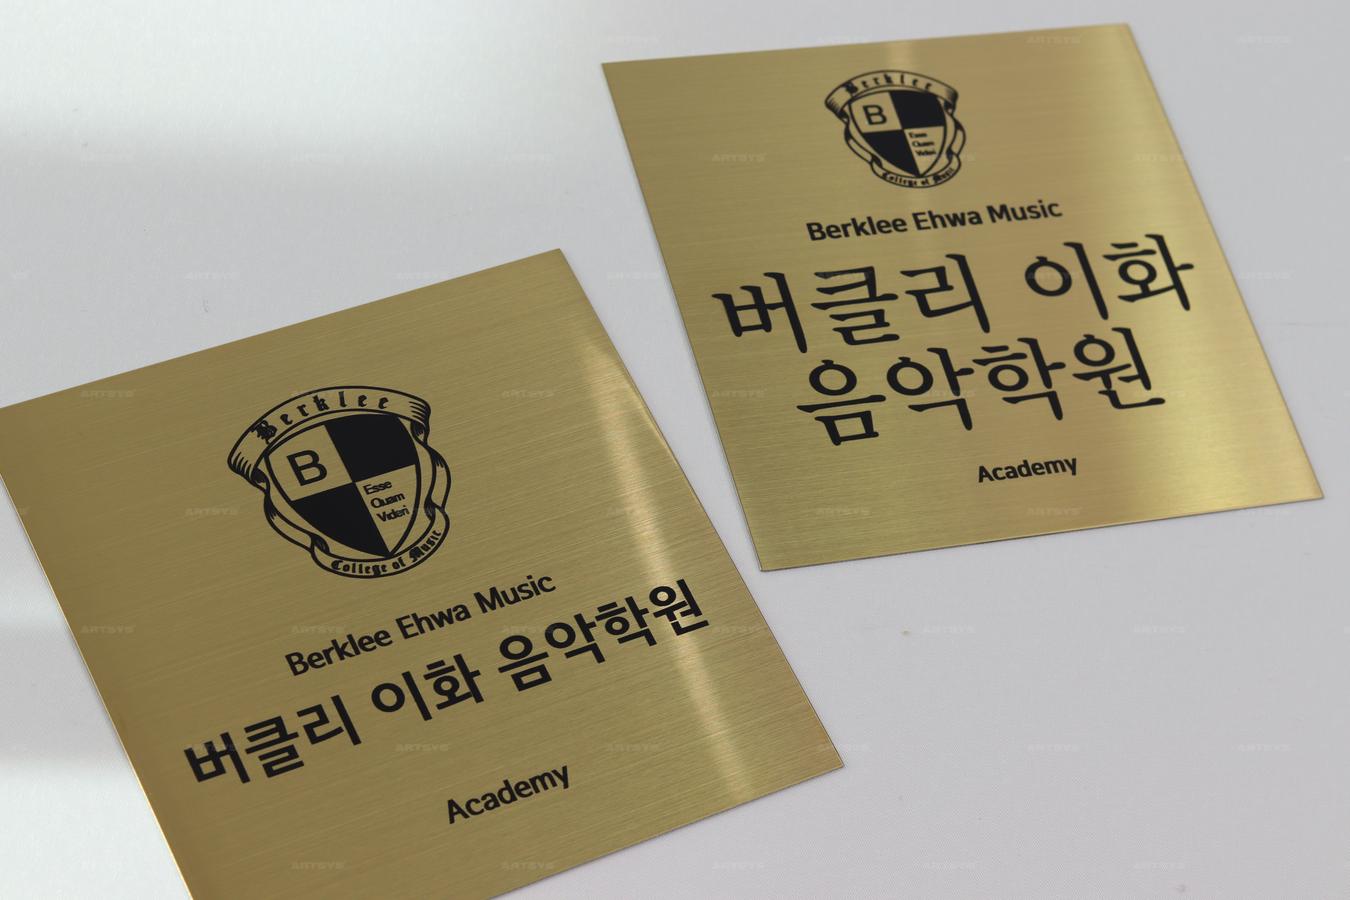 Berklee
B
Esse
Quam
Videri
College of Music
Berklee Ehwa Music
버클리 이화 음악학원
Academy
Berklee
B
Esse
Quam
Videri
College of Music
Berklee Ehwa Music
버클리 이화
음악학원
Academy
ARTSYS